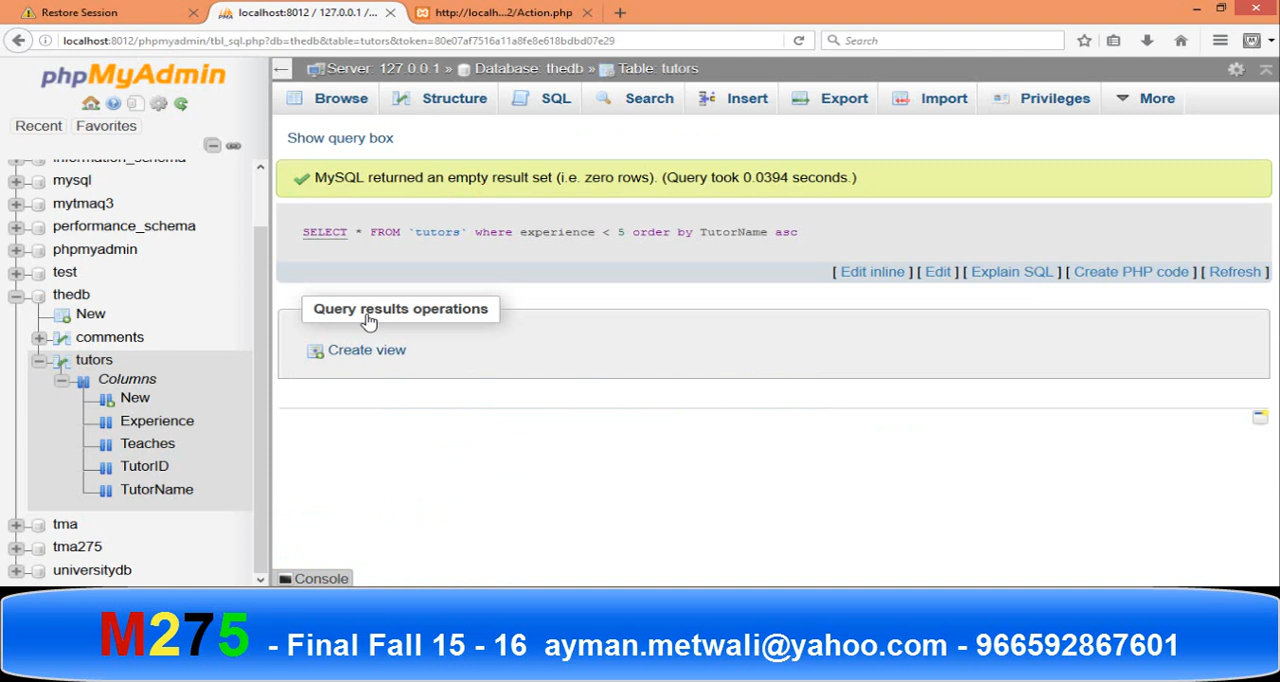 Restore Session
localhost:8012 / 127.0.0.1 /...
http://localh...2/Action.php
localhost:8012/phpmyadmin/tbl_sql.php?db=thedb&table=tutors&token=80e07af7516a11a8fe8e618bdbd07e29
Search
phpMyAdmin
Server: 127.0.0.1 » Database: thedb » Table: tutors
Browse Structure SQL Search Insert Export Import Privileges More
Recent Favorites
Show query box
information_schema
mysql
mytmaq3
performance_schema
phpmyadmin
test
thedb
New
comments
tutors
Columns
New
Experience
Teaches
TutorID
TutorName
tma
tma275
universitydb
MySQL returned an empty result set (i.e. zero rows). (Query took 0.0394 seconds.)
SELECT * FROM `tutors` where experience < 5 order by TutorName asc
[ Edit inline ] [ Edit ] [ Explain SQL ] [ Create PHP code ] [ Refresh ]
Query results operations
Create view
Console
M275 - Final Fall 15 - 16 ayman.metwali@yahoo.com - 966592867601